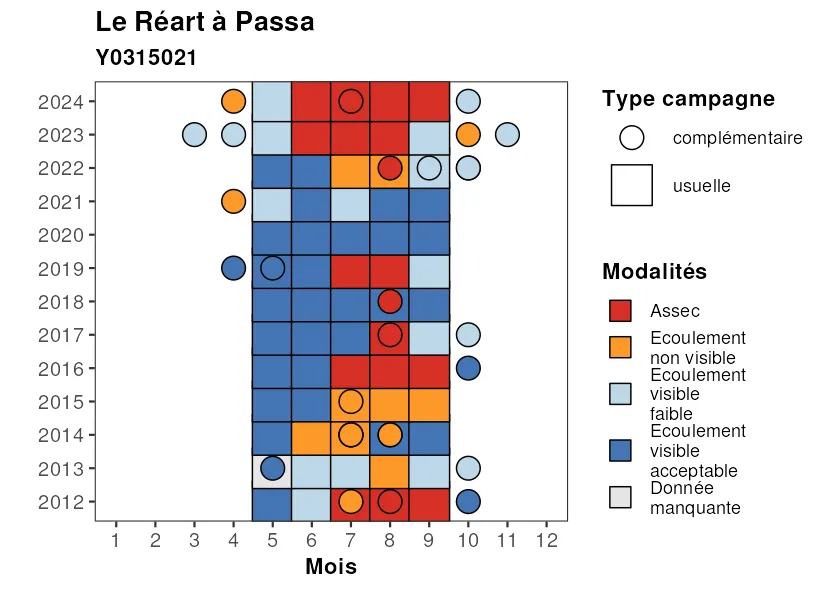 Le Réart à Passa
Y0315021
2024
2023
2022
2021
2020
2019
2018
2017
2016
2015
2014
2013
2012
1 2 3 4 5 6 7 8 9 10 11 12
Mois
Type campagne
complémentaire
usuelle
Modalités
Assec
Ecoulement
non visible
Ecoulement
visible
faible
Ecoulement
visible
acceptable
Donnée
manquante